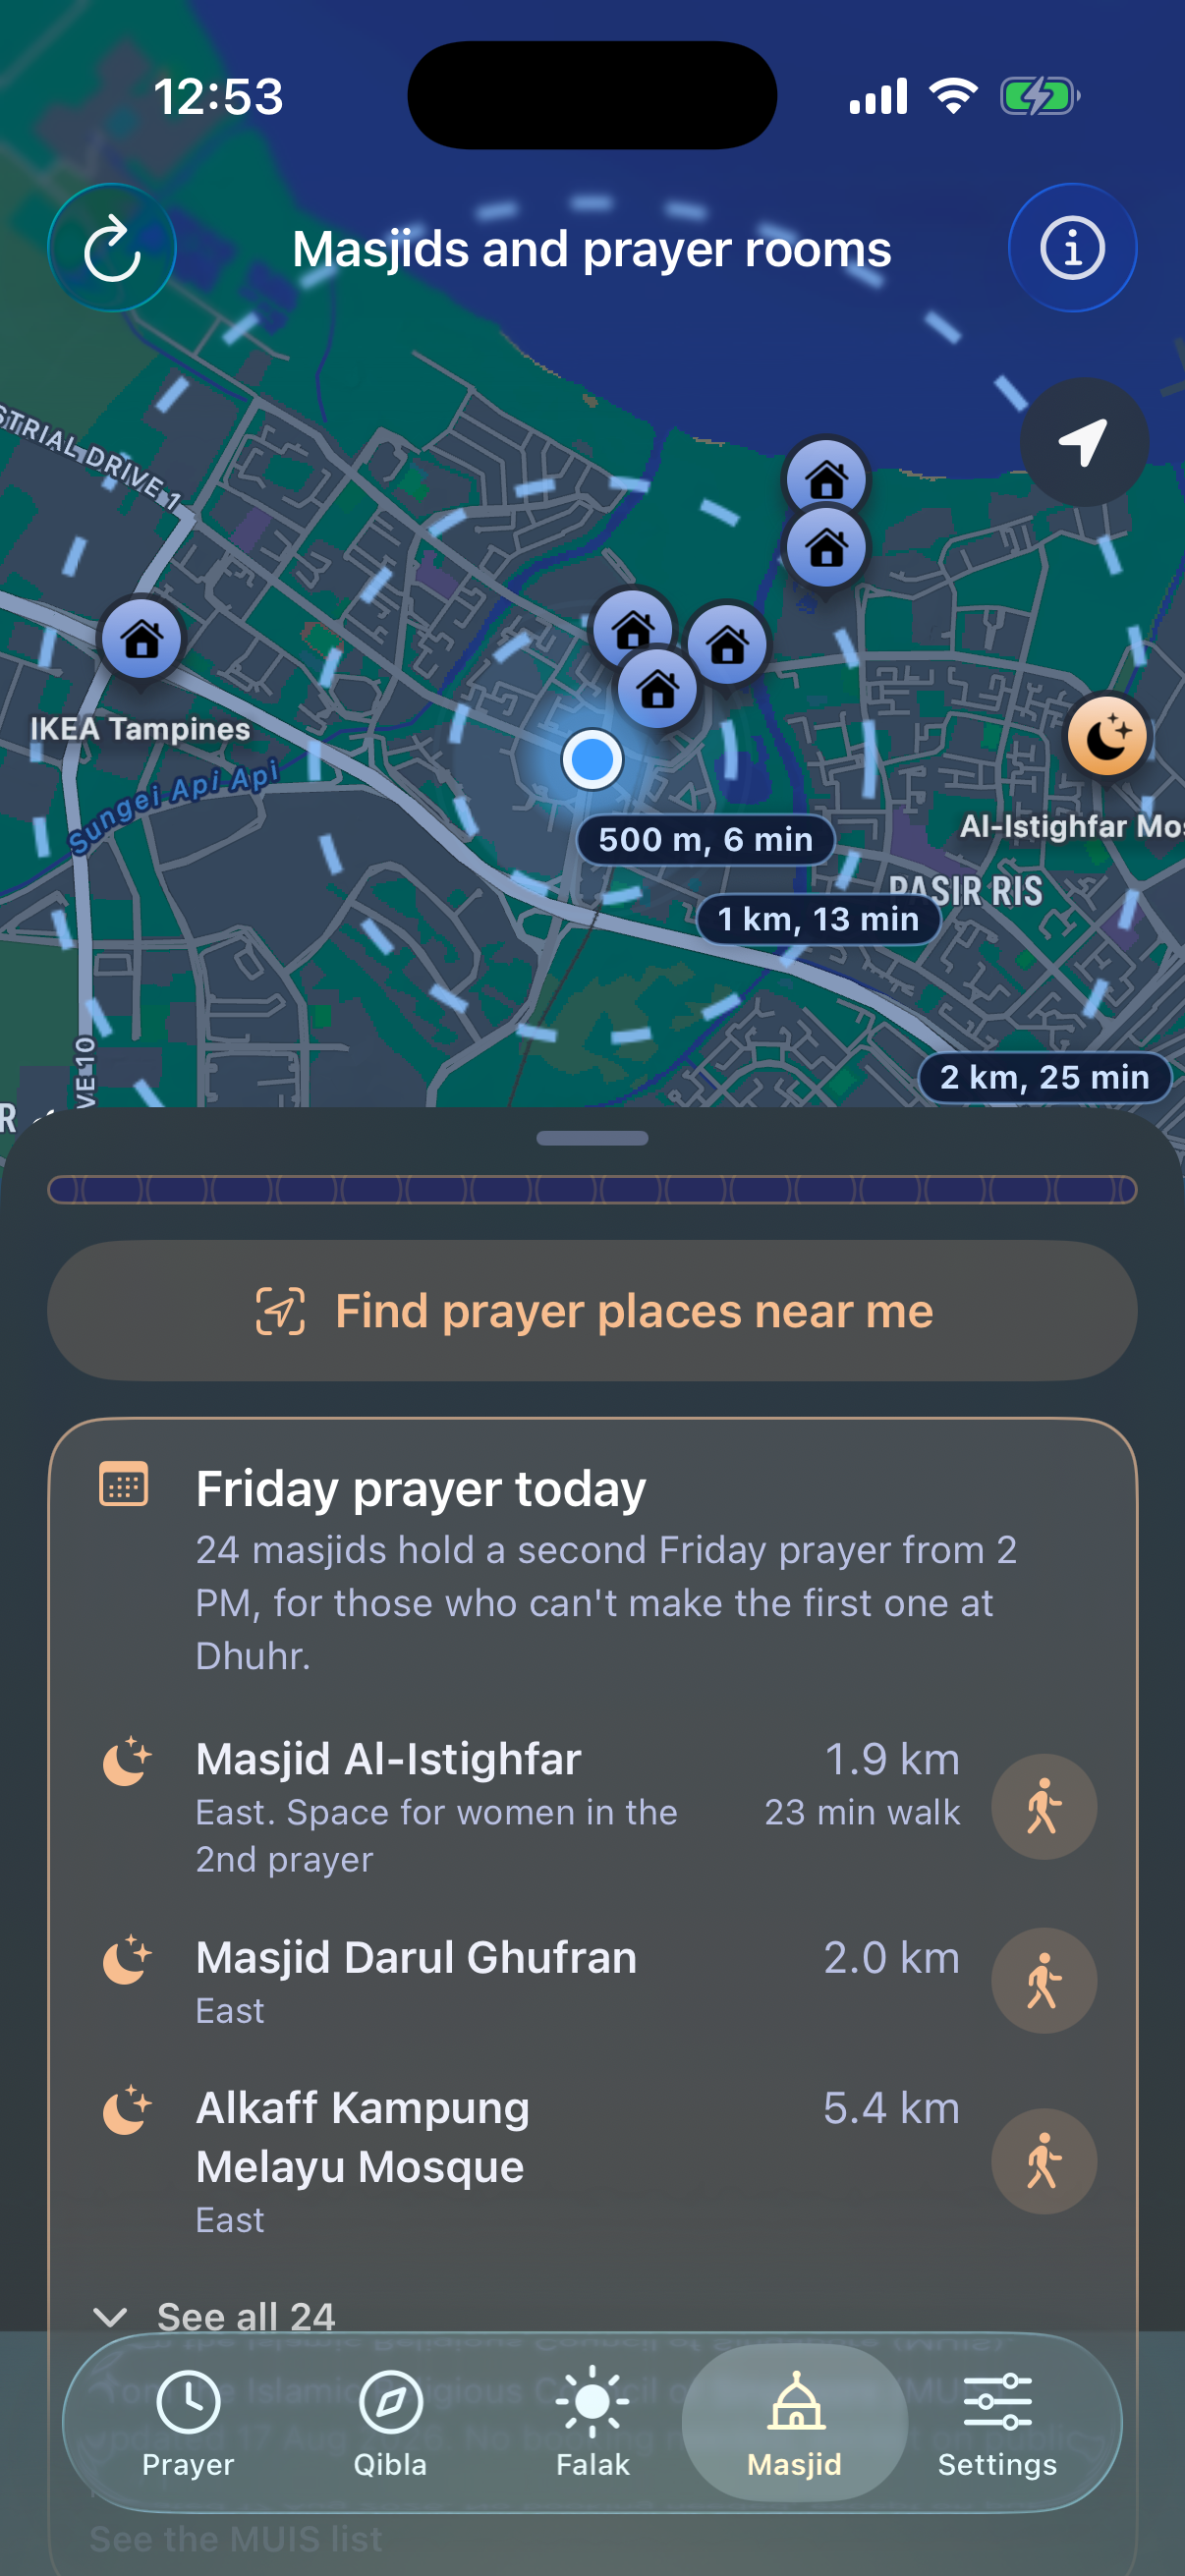 12:53
Masjids and prayer rooms
STRIAL DRIVE 1
IKEA Tampines
Sungei Api Api
Al-Istighfar Mos
500 m, 6 min
PASIR RIS
1 km, 13 min
VE 10
2 km, 25 min
R
Find prayer places near me
Friday prayer today
24 masjids hold a second Friday prayer from 2
PM, for those who can't make the first one at
Dhuhr.
Masjid Al-Istighfar
1.9 km
East. Space for women in the
2nd prayer
23 min walk
Masjid Darul Ghufran
2.0 km
East
Alkaff Kampung
Melayu Mosque
5.4 km
East
See all 24
Prayer
Qibla
Falak
Masjid
Settings
See the MUIS list